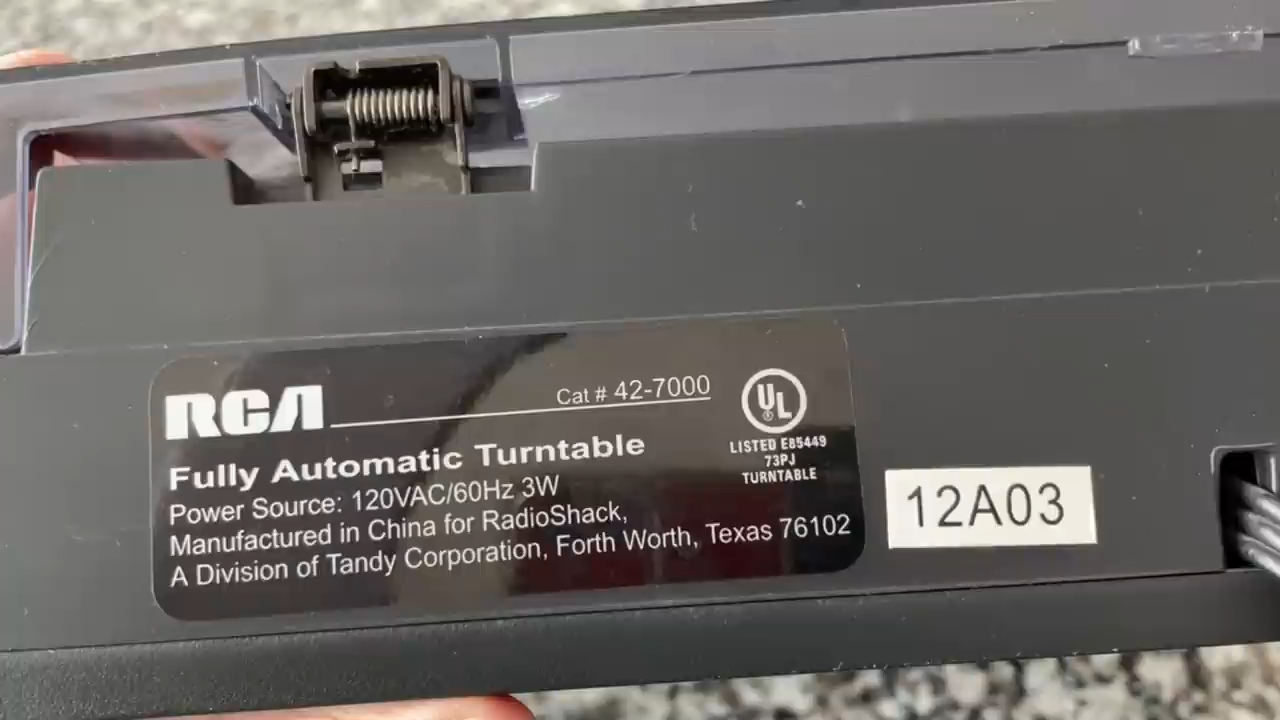 RCA
Cat # 42-7000
UL
®
LISTED E85449
73PJ
TURNTABLE
Fully Automatic Turntable
Power Source: 120VAC/60Hz 3W
Manufactured in China for RadioShack,
A Division of Tandy Corporation, Forth Worth, Texas 76102
12A03